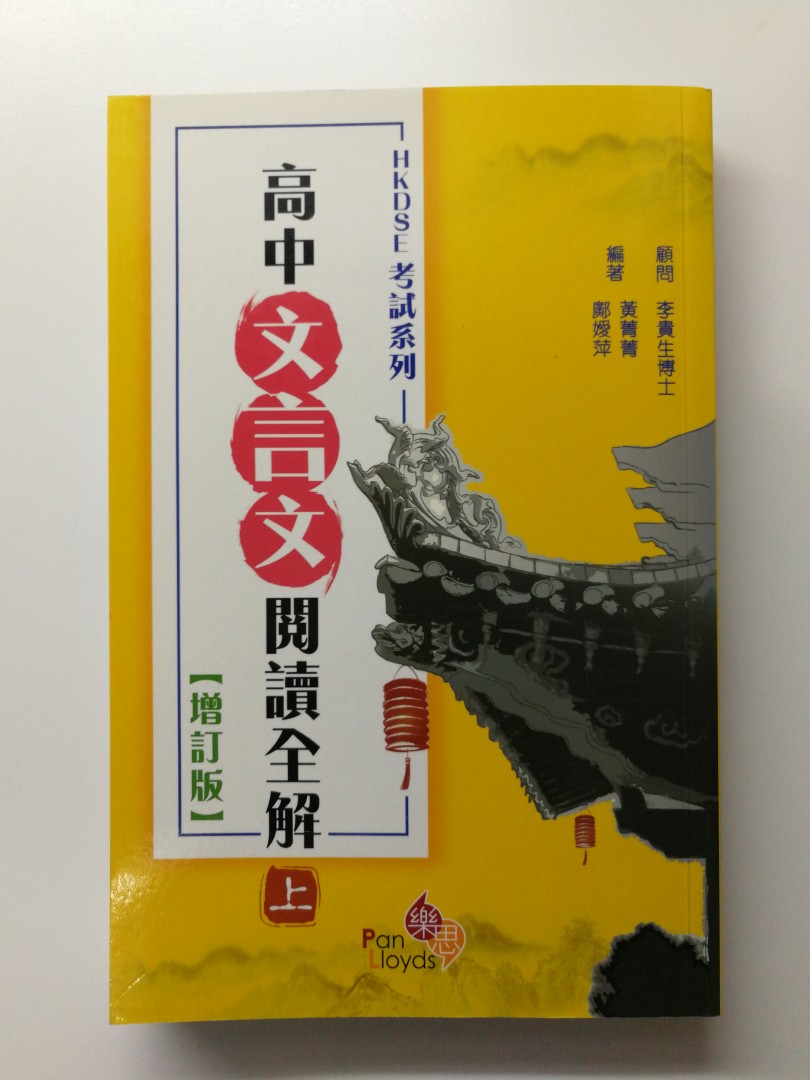 顧問 李貴生博士
編著 黃菁菁
鄺嬡萍
HKDSE 考試系列
高中文言文閱讀全解
上
【增訂版】
樂思
Pan
Lloyds